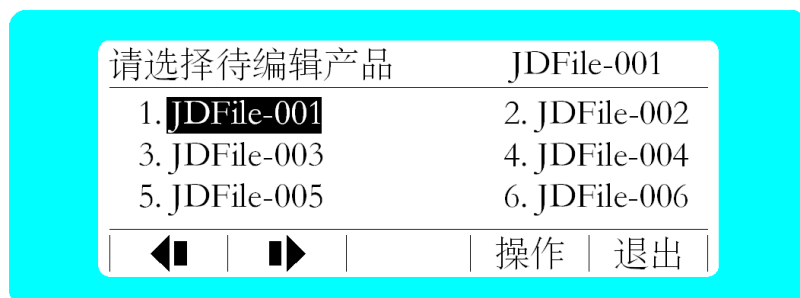 请选择待编辑产品 JDFile-001
1. JDFile-001 2. JDFile-002
3. JDFile-003 4. JDFile-004
5. JDFile-005 6. JDFile-006
操作 退出